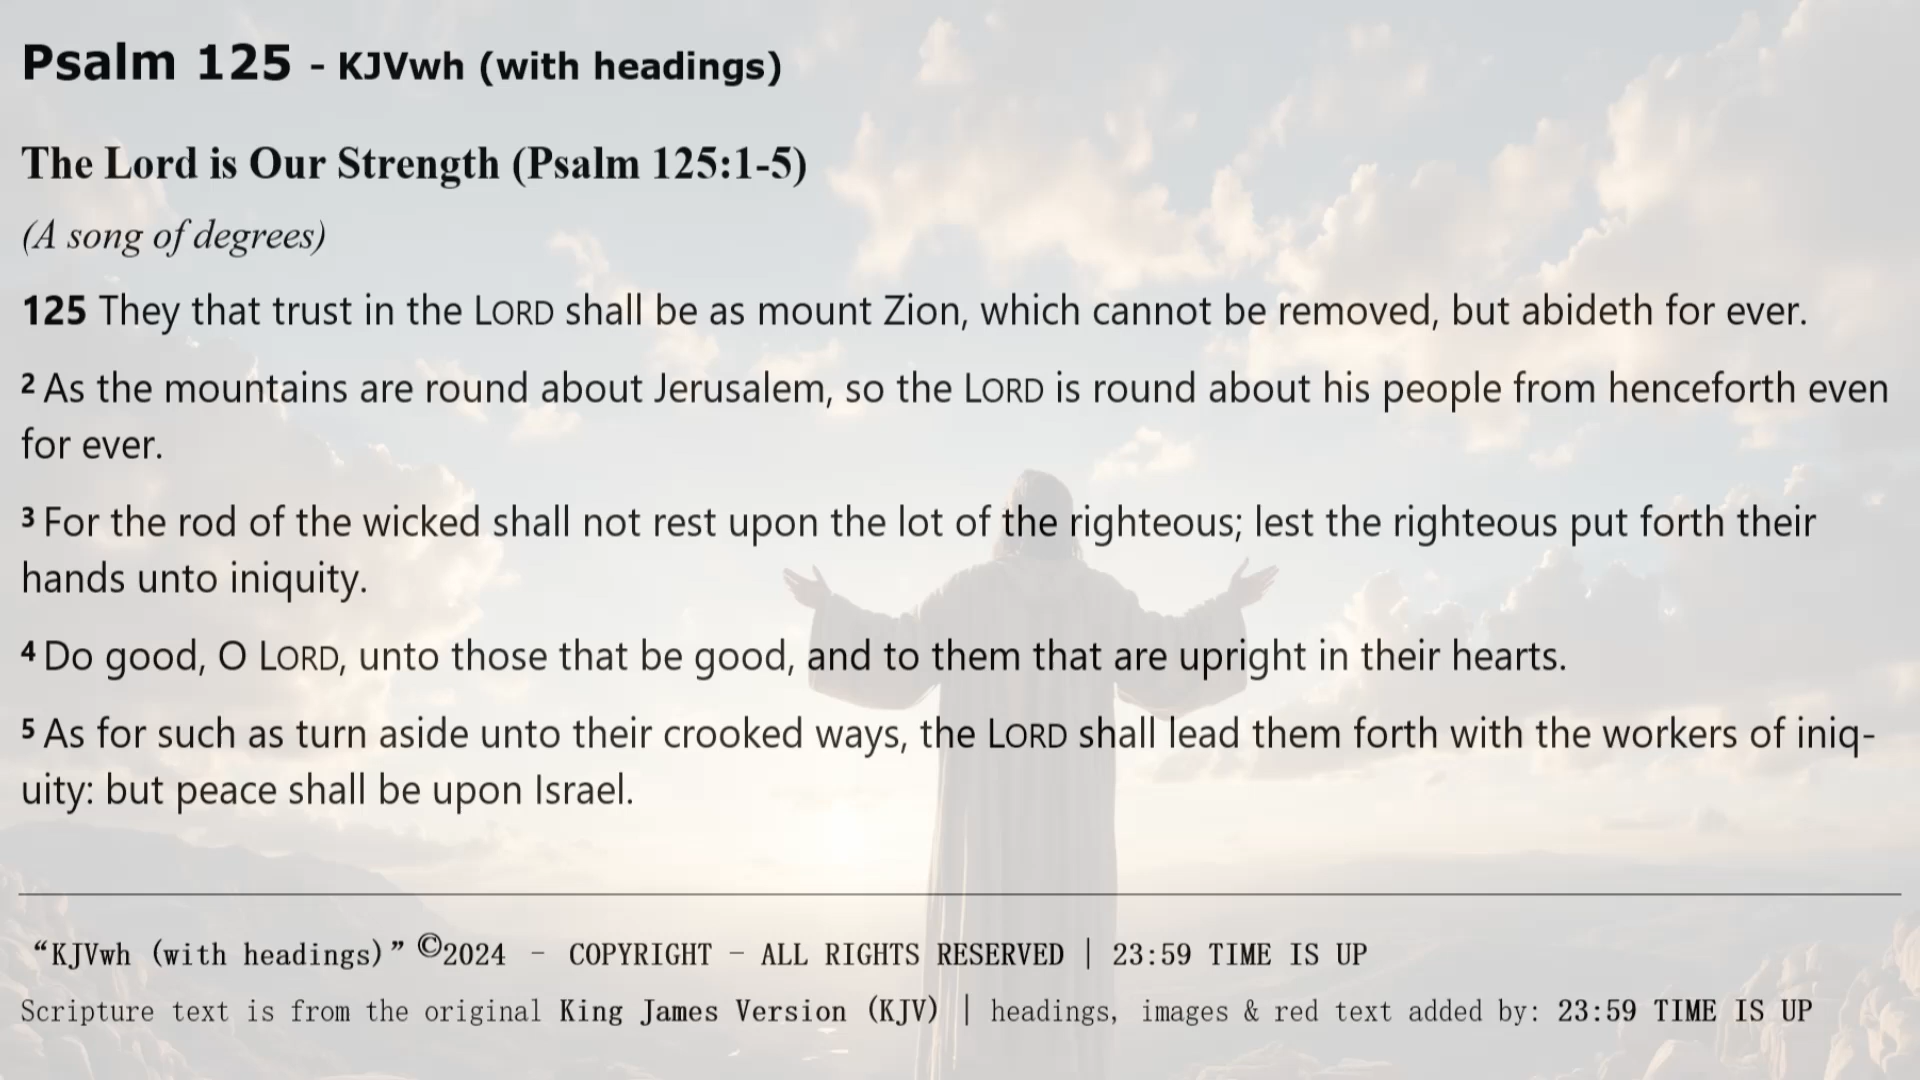 Psalm 125 - KJVwh (with headings)
The Lord is Our Strength (Psalm 125:1-5)
(A song of degrees)
125 They that trust in the LORD shall be as mount Zion, which cannot be removed, but abideth for ever.
2 As the mountains are round about Jerusalem, so the LORD is round about his people from henceforth even
for ever.
3 For the rod of the wicked shall not rest upon the lot of the righteous; lest the righteous put forth their
hands unto iniquity.
4 Do good, O LORD, unto those that be good, and to them that are upright in their hearts.
5 As for such as turn aside unto their crooked ways, the LORD shall lead them forth with the workers of iniq-
uity: but peace shall be upon Israel.
“KJVwh (with headings)” ©2024 – COPYRIGHT – ALL RIGHTS RESERVED | 23:59 TIME IS UP
Scripture text is from the original King James Version (KJV) | headings, images & red text added by: 23:59 TIME IS UP